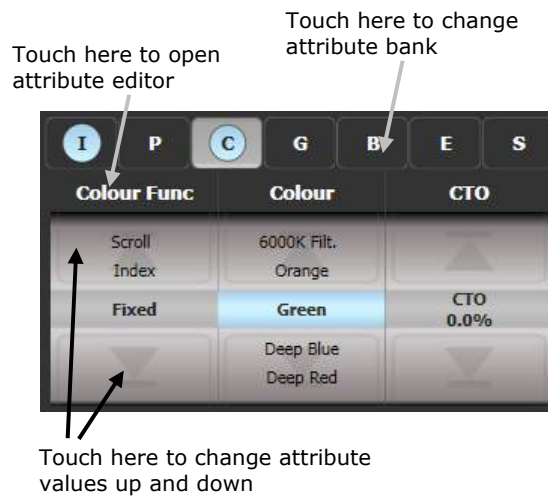 Touch here to change
attribute bank
Touch here to open
attribute editor
I P C G B E S
Colour Func Colour CTO
Scroll 6000K Filt.
Index Orange
Fixed Green CTO
0.0%
Deep Blue
Deep Red
Touch here to change attribute
values up and down